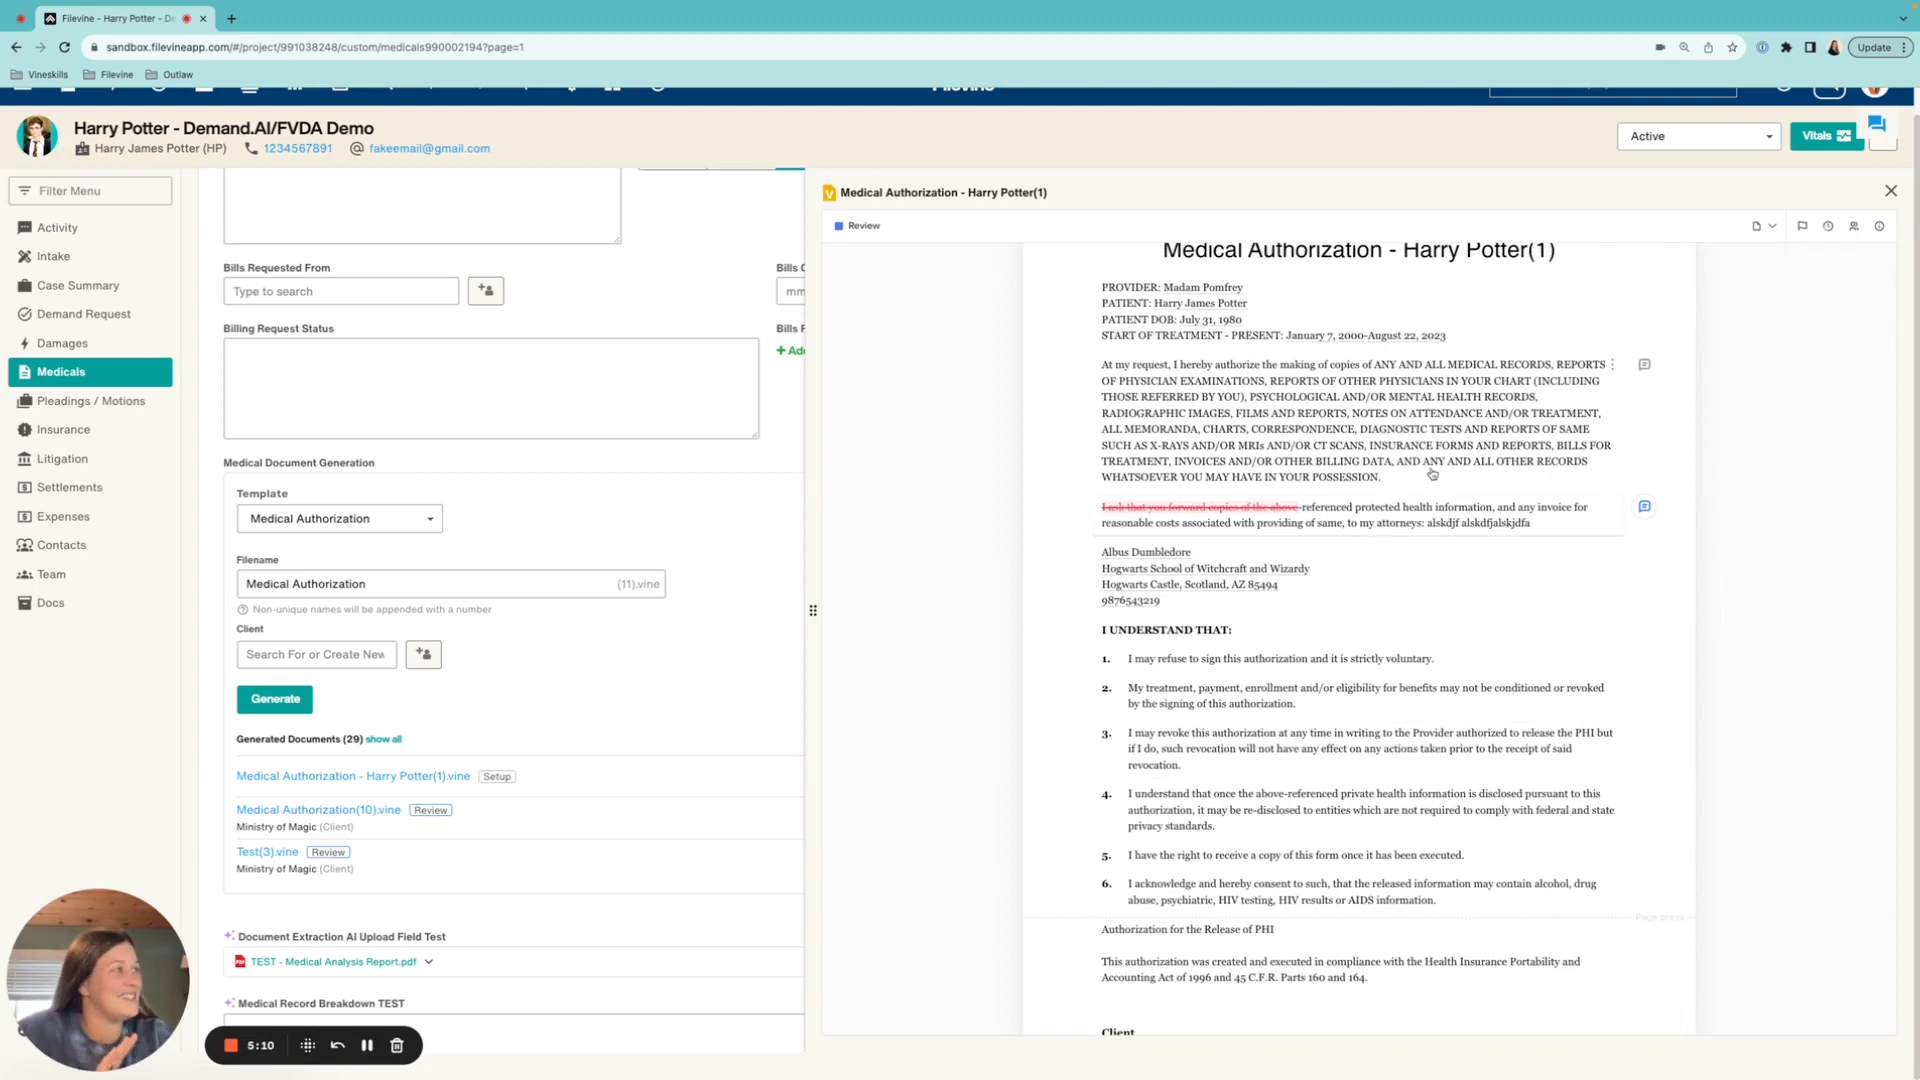 Filevine - Harry Potter - De
sandbox.filevineapp.com/#/project/991038248/custom/medicals990002194?page=1
Update
Vineskills
Filevine
Outlaw
Harry Potter - Demand.AI/FVDA Demo
Harry James Potter (HP)
1234567891
fakeemail@gmail.com
Active
Vitals
Filter Menu
Activity
Intake
Case Summary
Demand Request
Damages
Medicals
Pleadings / Motions
Insurance
Litigation
Settlements
Expenses
Contacts
Team
Docs
Bills Requested From
Type to search
Bills
mm
Billing Request Status
Bills
Medical Document Generation
Template
Medical Authorization
Filename
Medical Authorization
(11).vine
Non-unique names will be appended with a number
Client
Search For or Create New
Generate
Generated Documents (29) show all
Medical Authorization - Harry Potter(1).vine
Setup
Medical Authorization(10).vine
Review
Ministry of Magic (Client)
Test(3).vine
Review
Ministry of Magic (Client)
Document Extraction AI Upload Field Test
TEST - Medical Analysis Report.pdf
Medical Record Breakdown TEST
5:10
Medical Authorization - Harry Potter(1)
Review
Medical Authorization - Harry Potter(1)
PROVIDER: Madam Pomfrey
PATIENT: Harry James Potter
PATIENT DOB: July 31, 1980
START OF TREATMENT - PRESENT: January 7, 2000-August 22, 2023
At my request, I hereby authorize the making of copies of ANY AND ALL MEDICAL RECORDS, REPORTS
OF PHYSICIAN EXAMINATIONS, REPORTS OF OTHER PHYSICIANS IN YOUR CHART (INCLUDING
THOSE REFERRED BY YOU), PSYCHOLOGICAL AND/OR MENTAL HEALTH RECORDS,
RADIOGRAPHIC IMAGES, FILMS AND REPORTS, NOTES ON ATTENDANCE AND/OR TREATMENT,
ALL MEMORANDA, CHARTS, CORRESPONDENCE, DIAGNOSTIC TESTS AND REPORTS OF SAME
SUCH AS X-RAYS AND/OR MRIs AND/OR CT SCANS, INSURANCE FORMS AND REPORTS, BILLS FOR
TREATMENT, INVOICES AND/OR OTHER BILLING DATA, AND ANY AND ALL OTHER RECORDS
WHATSOEVER YOU MAY HAVE IN YOUR POSSESSION.
I ask that you forward copies of the above-referenced protected health information, and any invoice for
reasonable costs associated with providing of same, to my attorneys: alskdjf alskdfjalskjdfa
Albus Dumbledore
Hogwarts School of Witchcraft and Wizardy
Hogwarts Castle, Scotland, AZ 85494
9876543219
I UNDERSTAND THAT:
1. I may refuse to sign this authorization and it is strictly voluntary.
2. My treatment, payment, enrollment and/or eligibility for benefits may not be conditioned or revoked
by the signing of this authorization.
3. I may revoke this authorization at any time in writing to the Provider authorized to release the PHI but
if I do, such revocation will not have any effect on any actions taken prior to the receipt of said
revocation.
4. I understand that once the above-referenced private health information is disclosed pursuant to this
authorization, it may be re-disclosed to entities which are not required to comply with federal and state
privacy standards.
5. I have the right to receive a copy of this form once it has been executed.
6. I acknowledge and hereby consent to such, that the released information may contain alcohol, drug
abuse, psychiatric, HIV testing, HIV results or AIDS information.
Page break
Authorization for the Release of PHI
This authorization was created and executed in compliance with the Health Insurance Portability and
Accounting Act of 1996 and 45 C.F.R. Parts 160 and 164.
Client